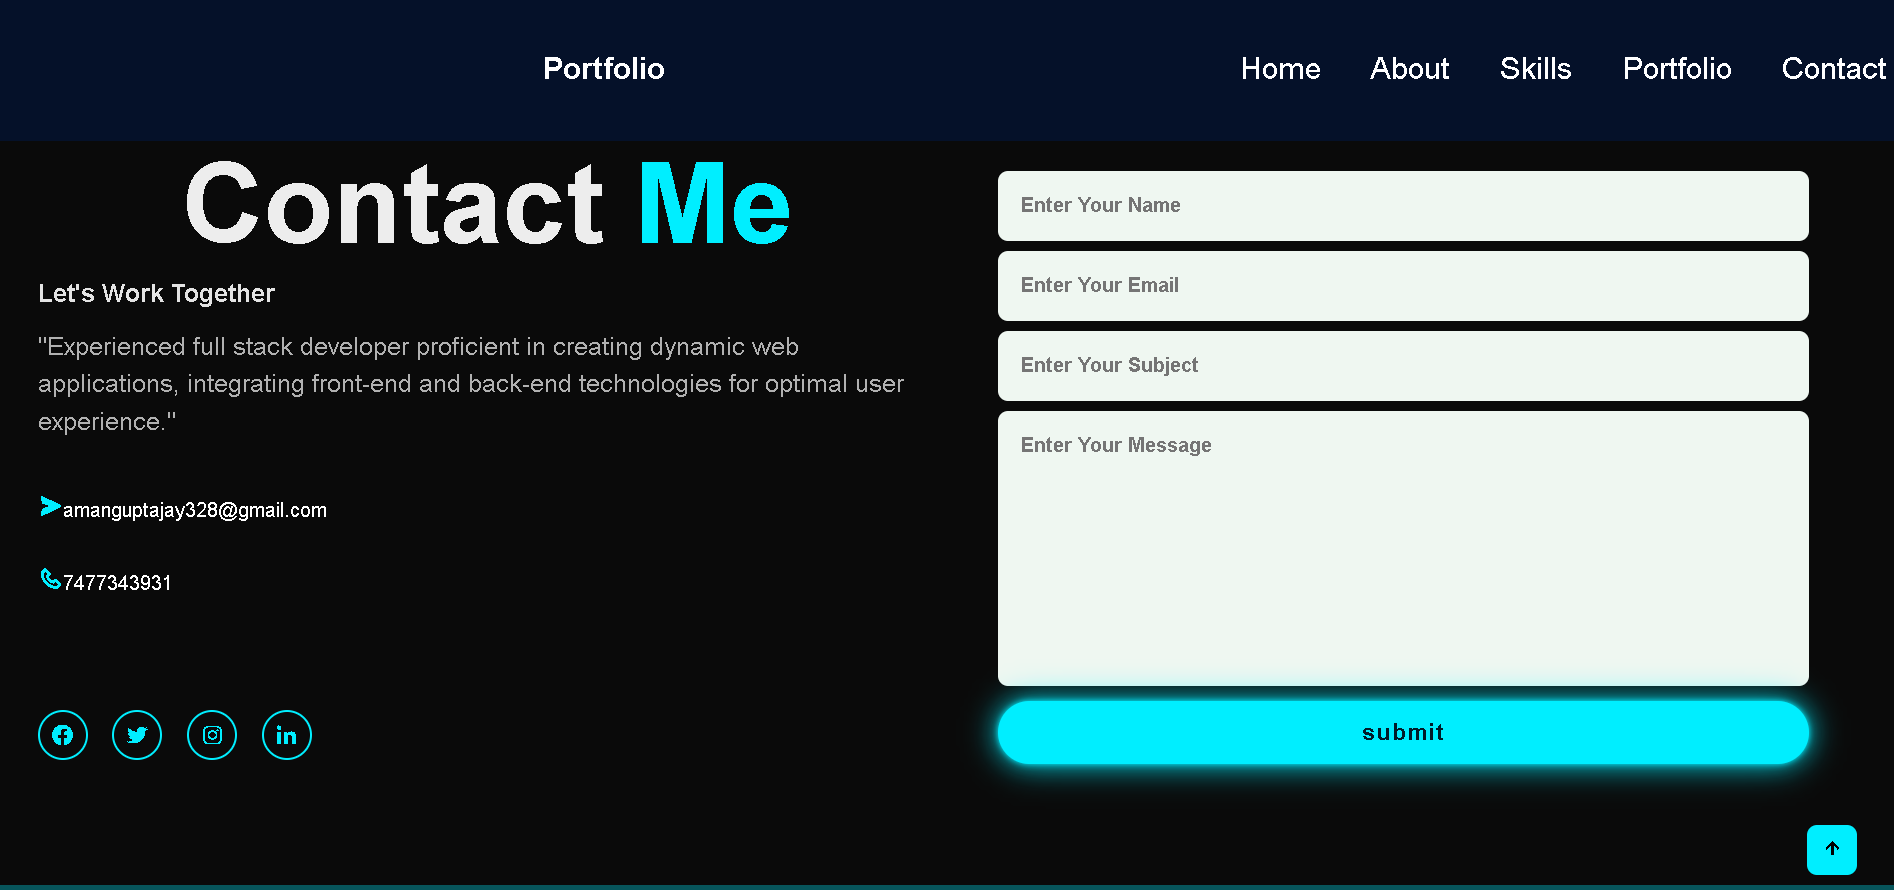 Portfolio
Home About Skills Portfolio Contact
Contact Me
Let's Work Together
"Experienced full stack developer proficient in creating dynamic web
applications, integrating front-end and back-end technologies for optimal user
experience."
amanguptajay328@gmail.com
7477343931
Enter Your Name
Enter Your Email
Enter Your Subject
Enter Your Message
submit